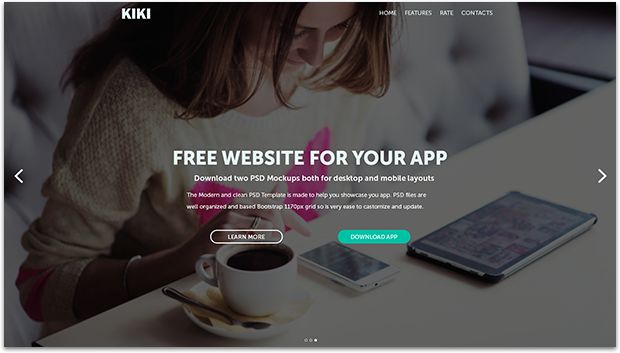 KIKI
HOME FEATURES RATE CONTACTS
FREE WEBSITE FOR YOUR APP
Download two PSD Mockups both for desktop and mobile layouts
The Modern and clean PSD Template is made to help you showcase you app. PSD files are
well organized and based Bootstrap 1170px grid so is very easy to castomize and update.
LEARN MORE DOWNLOAD APP